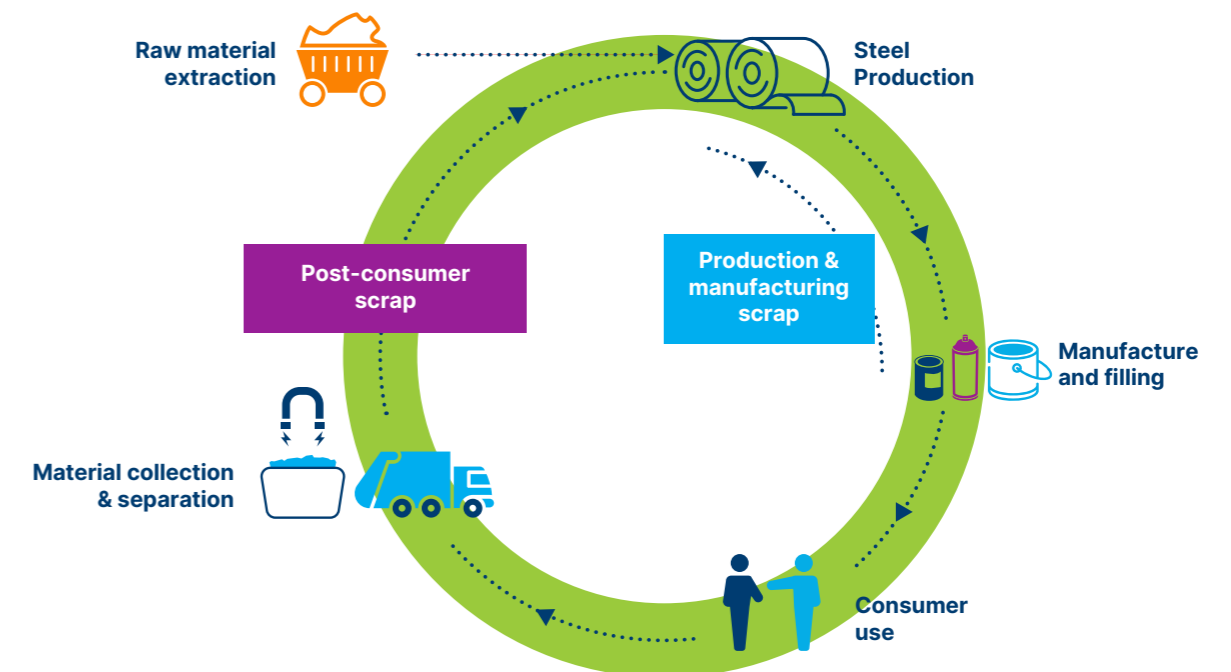 Raw material
extraction
Steel
Production
Post-consumer
scrap
Production &
manufacturing
scrap
Manufacture
and filling
Material collection
& separation
Consumer
use